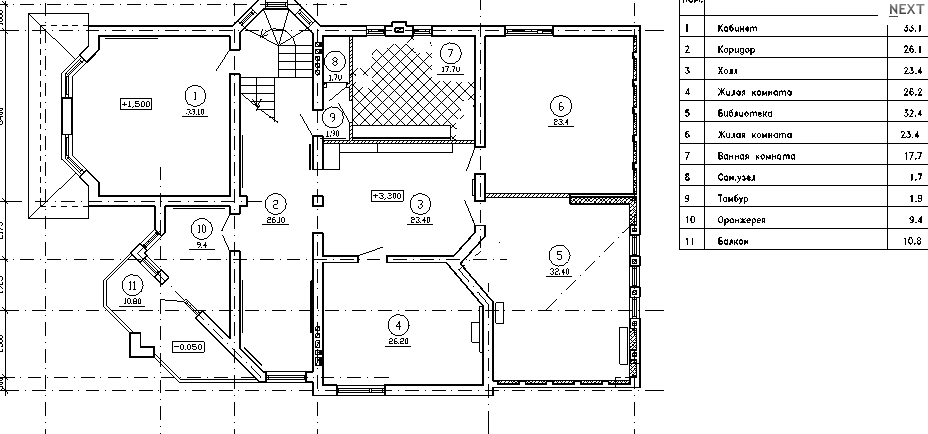 NEXT
1 Кабинет 33.1
2 Коридор 26.1
3 Холл 23.4
4 Жилая комната 26.2
5 Библиотека 32.4
6 Жилая комната 23.4
7 Ванная комната 17.7
8 Сан.узел 1.7
9 Тамбур 1.9
10 Оранжерея 9.4
11 Балкон 10.8
8
1.70
7
17.70
+1,500
1
33.10
6
23.4
9
1.90
+3,300
2
26.10
3
23.40
10
9.4
5
32.40
11
10.80
4
26.20
-0.050